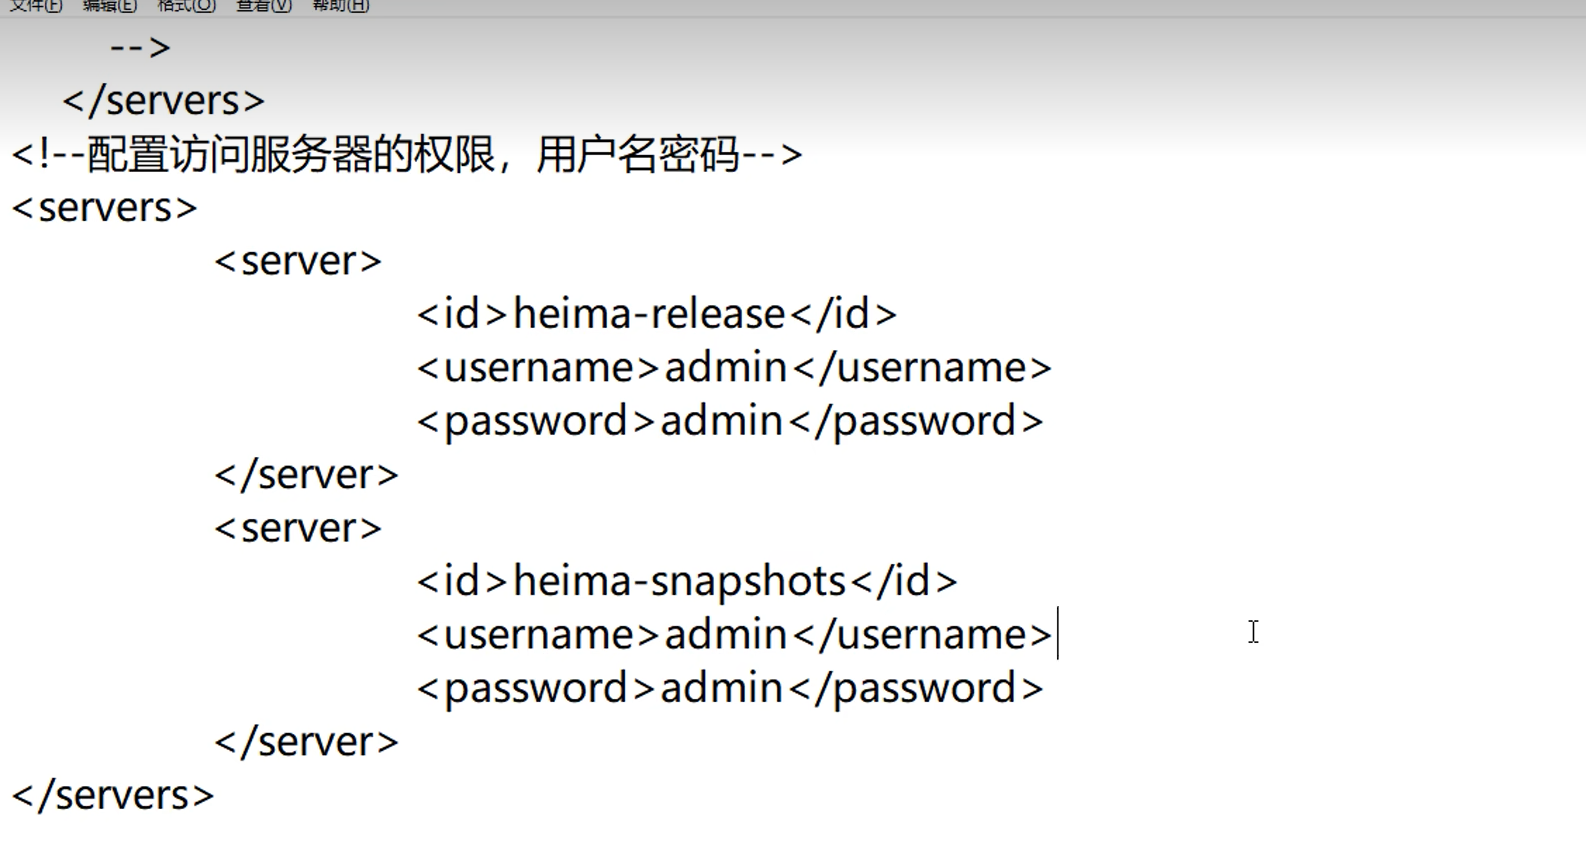 文件(F) 编辑(E) 格式(O) 查看(V) 帮助(H)
-->
</servers>
<!--配置访问服务器的权限，用户名密码-->
<servers>
<server>
<id>heima-release</id>
<username>admin</username>
<password>admin</password>
</server>
<server>
<id>heima-snapshots</id>
<username>admin</username>
<password>admin</password>
</server>
</servers>